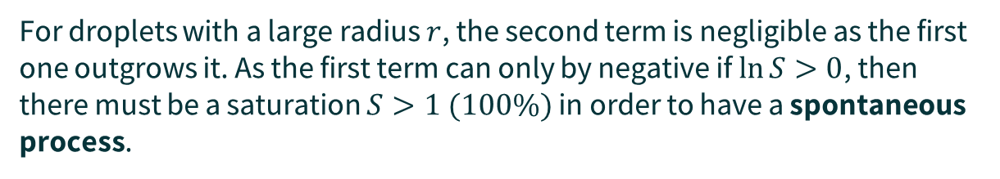 For droplets with a large radius r, the second term is negligible as the first
one outgrows it. As the first term can only by negative if ln S > 0, then
there must be a saturation S > 1 (100%) in order to have a spontaneous
process.